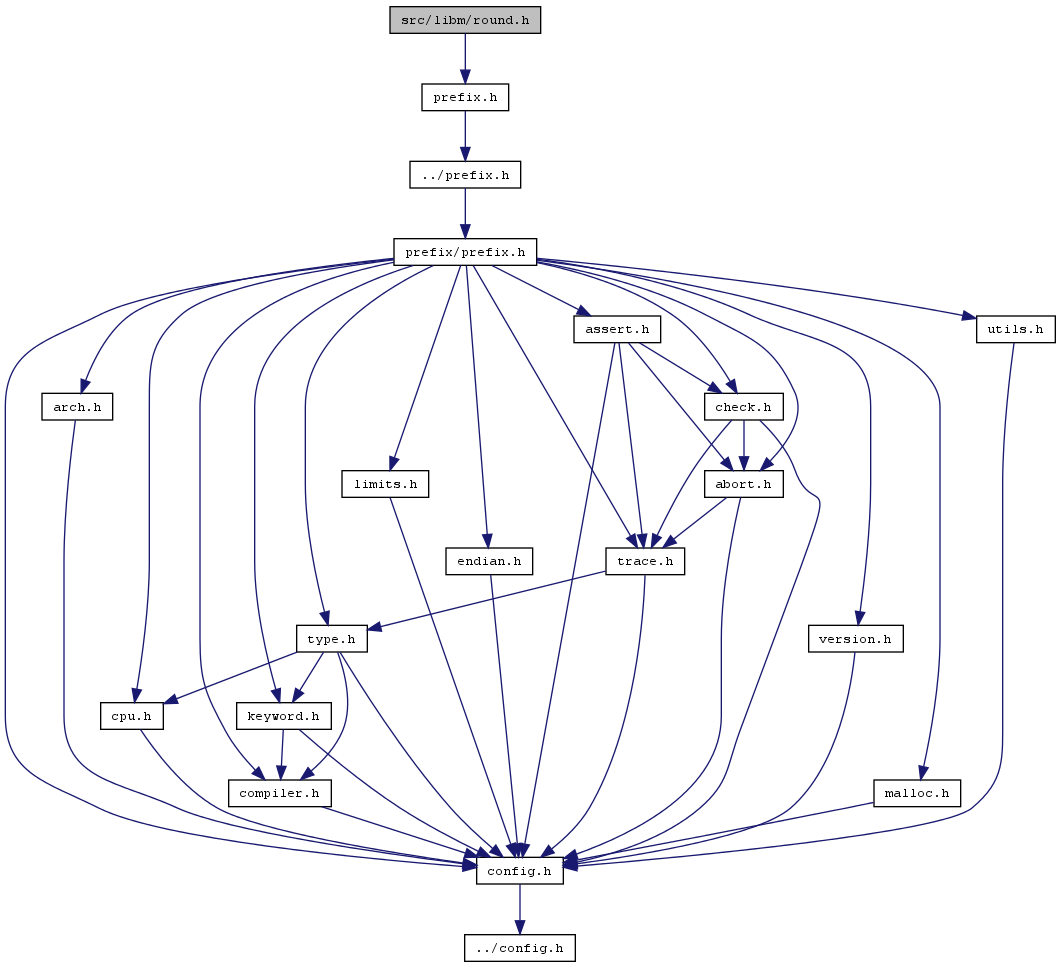 src/libm/round.h
prefix.h
../prefix.h
prefix/prefix.h
assert.h
utils.h
arch.h
check.h
limits.h
abort.h
endian.h
trace.h
type.h
version.h
cpu.h
keyword.h
compiler.h
malloc.h
config.h
../config.h